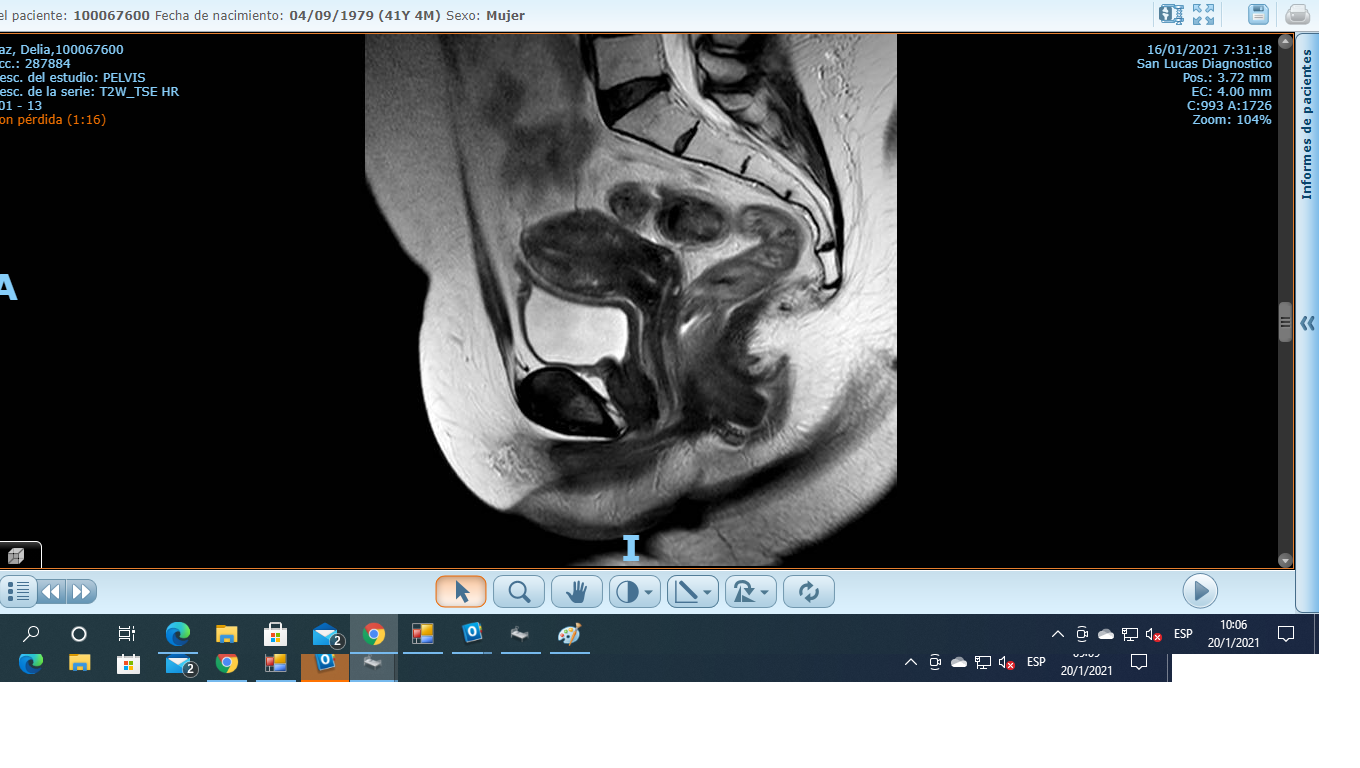 el paciente: 100067600 Fecha de nacimiento: 04/09/1979 (41Y 4M) Sexo: Mujer
az, Delia,100067600
cc.: 287884
esc. del estudio: PELVIS
esc. de la serie: T2W_TSE HR
01 - 13
on pérdida (1:16)
16/01/2021 7:31:18
San Lucas Diagnostico
Pos.: 3.72 mm
EC: 4.00 mm
C:993 A:1726
Zoom: 104%
Informes de pacientes
A
I
2
ESP
10:06
20/1/2021
2
ESP
20/1/2021